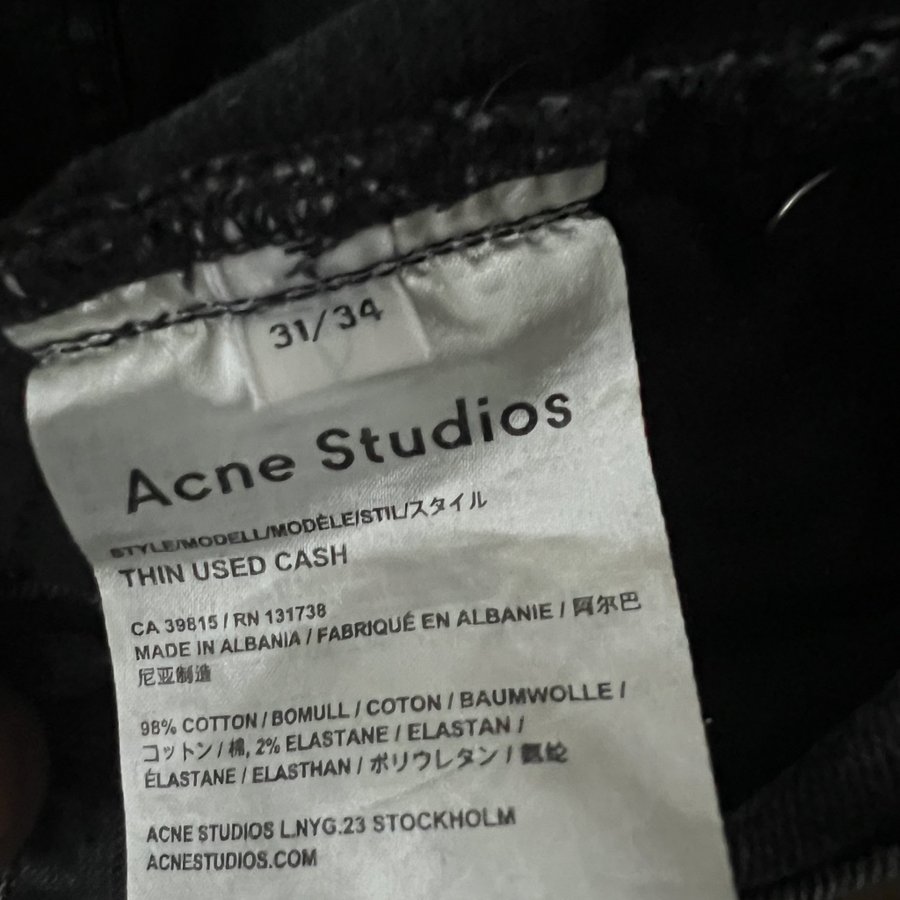 31/34
Acne Studios
STYLE/MODELL/MODÈLE/STIL/スタイル
THIN USED CASH
CA 39815 / RN 131738
MADE IN ALBANIA / FABRIQUÉ EN ALBANIE / 阿尔巴
尼亚制造
98% COTTON / BOMULL / COTON / BAUMWOLLE /
コットン / 棉, 2% ELASTANE / ELASTAN /
ÉLASTANE / ELASTHAN / ポリウレタン / 氨纶
ACNE STUDIOS L.NYG.23 STOCKHOLM
ACNESTUDIOS.COM